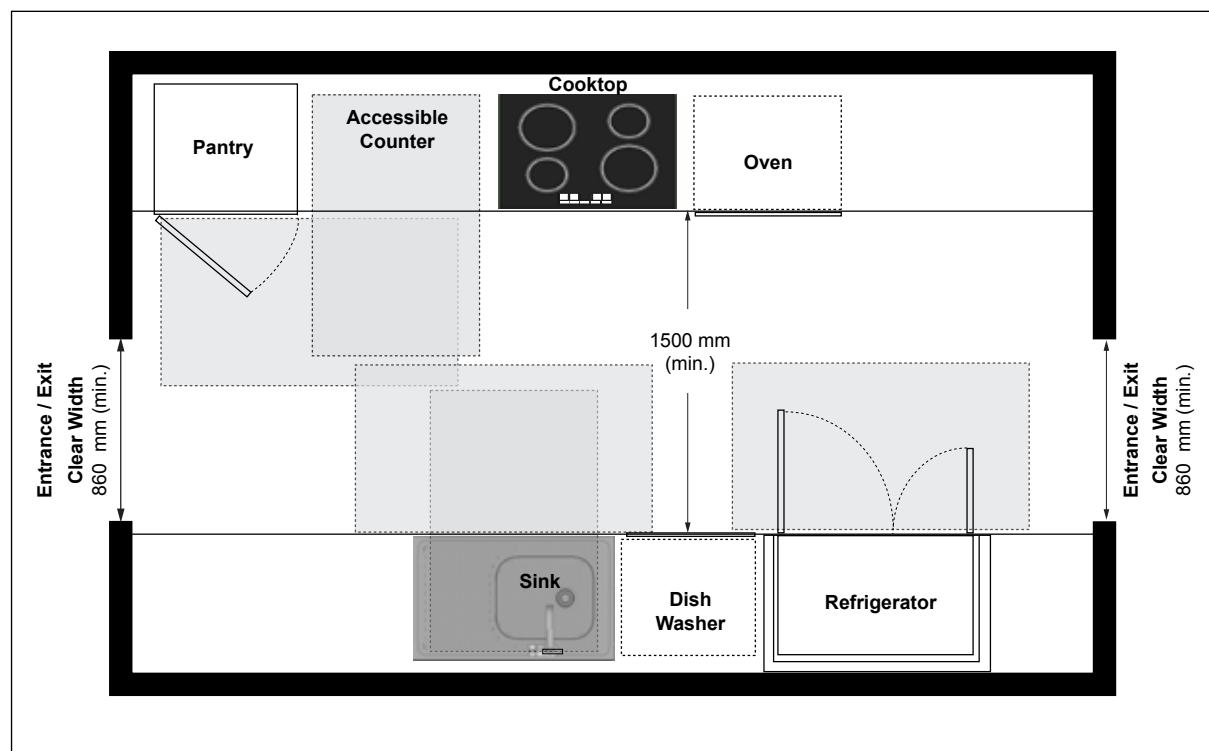 Cooktop
Accessible
Counter
Pantry
Oven
1500 mm
(min.)
Entrance / Exit
Clear Width
860  mm (min.)
Entrance / Exit
Clear Width
860  mm (min.)
Sink
Dish
Washer
Refrigerator